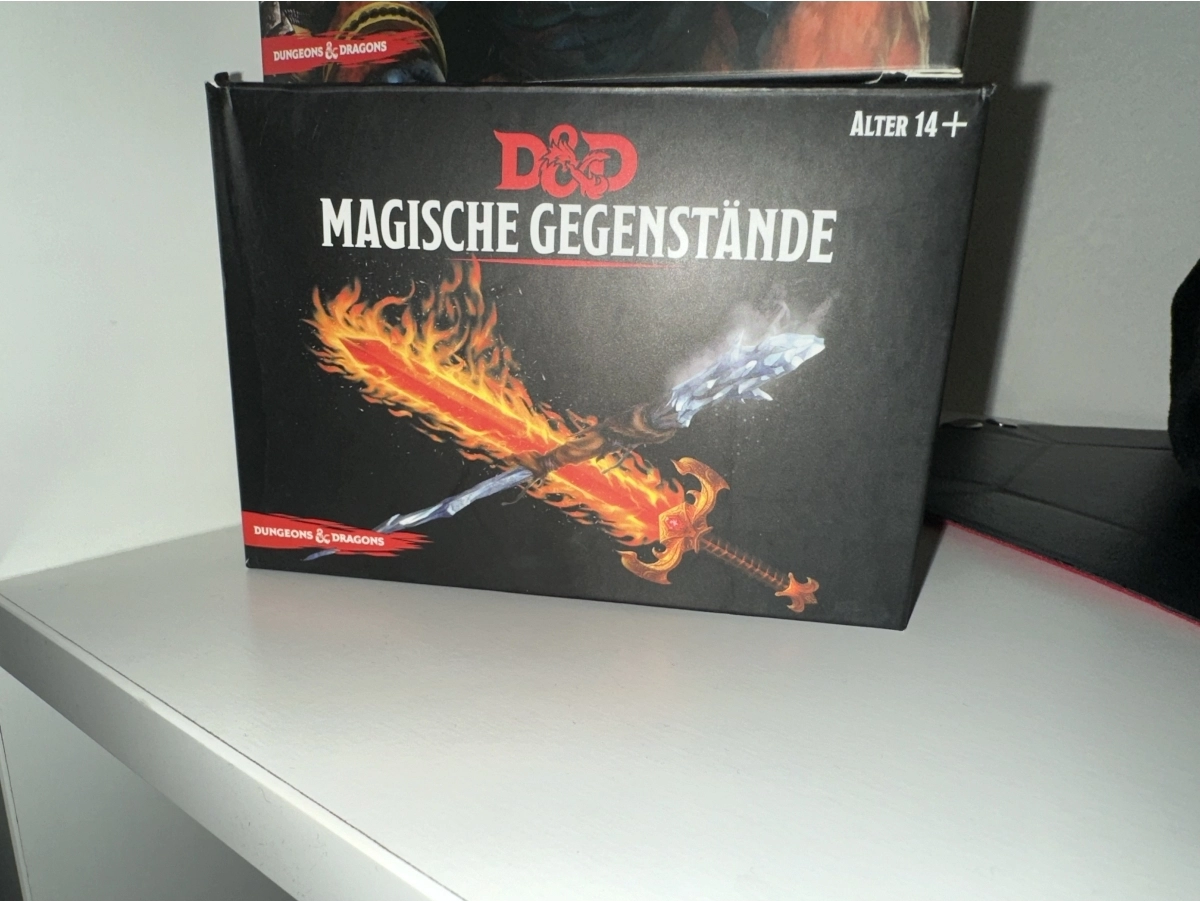 DUNGEONS & DRAGONS
ALTER 14+
D&D
MAGISCHE GEGENSTÄNDE
DUNGEONS & DRAGONS